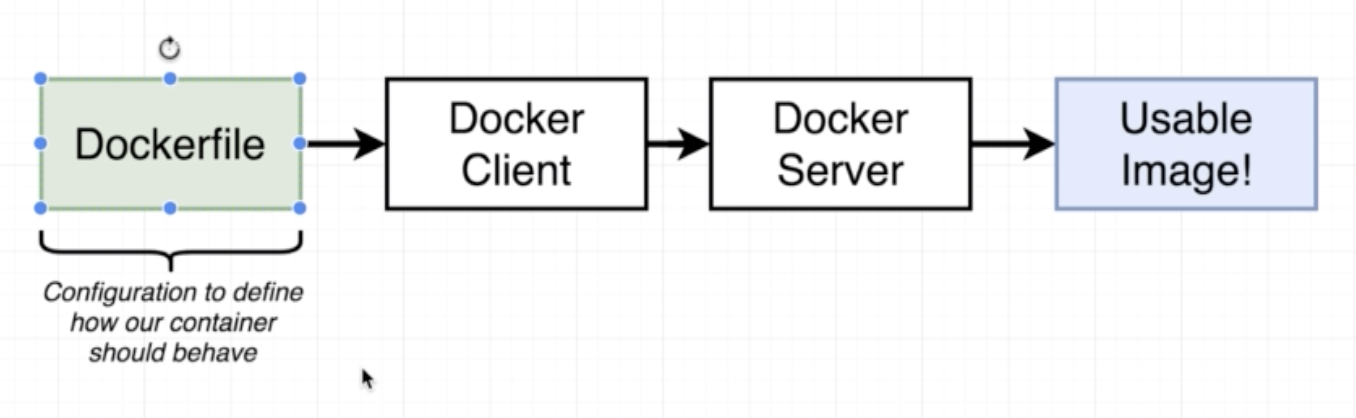 Dockerfile
Docker
Client
Docker
Server
Usable
Image!
Configuration to define
how our container
should behave